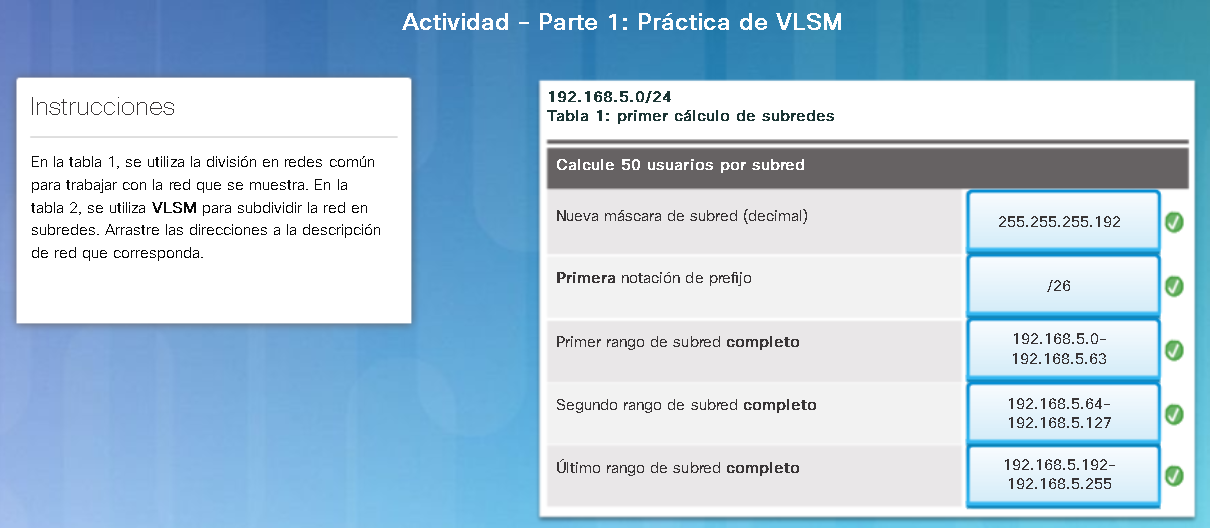 Actividad – Parte 1: Práctica de VLSM
Instrucciones
En la tabla 1, se utiliza la división en redes común
para trabajar con la red que se muestra. En la
tabla 2, se utiliza VLSM para subdividir la red en
subredes. Arrastre las direcciones a la descripción
de red que corresponda.
192.168.5.0/24
Tabla 1: primer cálculo de subredes
Calcule 50 usuarios por subred
Nueva máscara de subred (decimal)
255.255.255.192
Primera notación de prefijo
/26
Primer rango de subred completo
192.168.5.0–
192.168.5.63
Segundo rango de subred completo
192.168.5.64–
192.168.5.127
Último rango de subred completo
192.168.5.192–
192.168.5.255